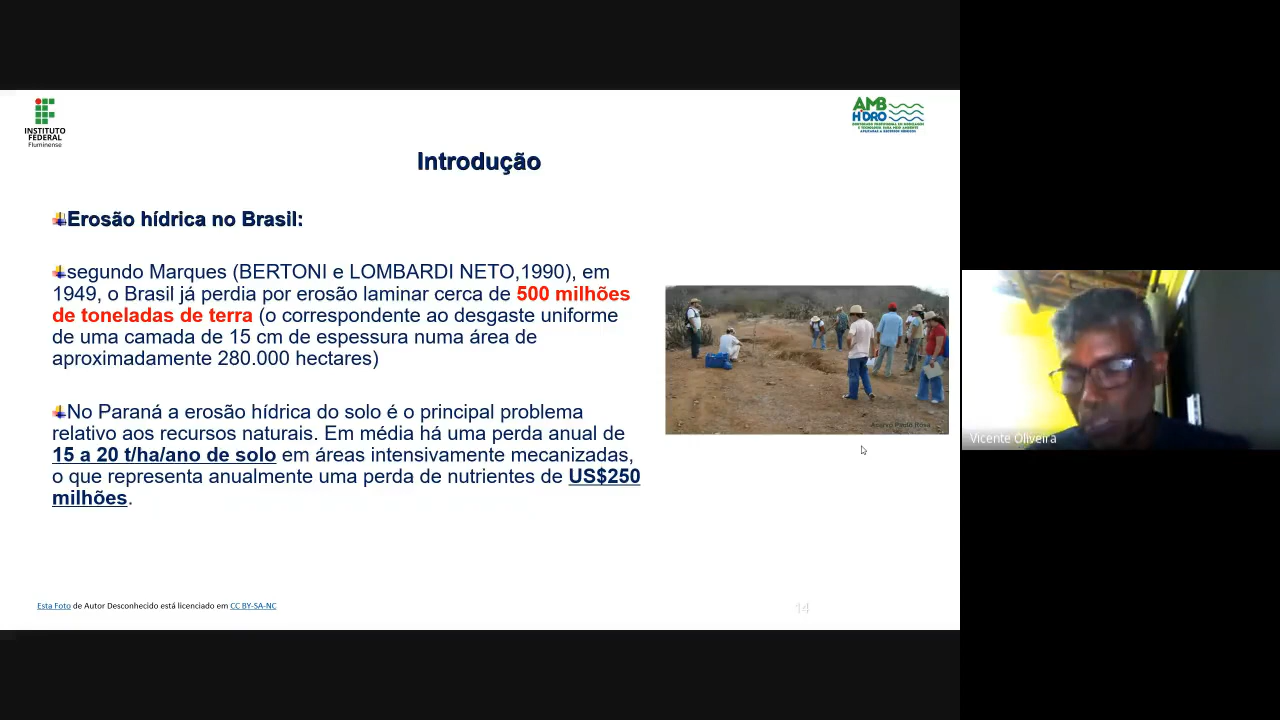 INSTITUTO
FEDERAL
Fluminense
AMB
HIDRO
Introdução
Erosão hídrica no Brasil:
segundo Marques (BERTONI e LOMBARDI NETO,1990), em
1949, o Brasil já perdia por erosão laminar cerca de 500 milhões
de toneladas de terra (o correspondente ao desgaste uniforme
de uma camada de 15 cm de espessura numa área de
aproximadamente 280.000 hectares)
No Paraná a erosão hídrica do solo é o principal problema
relativo aos recursos naturais. Em média há uma perda anual de
15 a 20 t/ha/ano de solo em áreas intensivamente mecanizadas,
o que representa anualmente uma perda de nutrientes de US$250
milhões.
Vicente Oliveira
Esta Foto de Autor Desconhecido está licenciado em CC BY-SA-NC
14